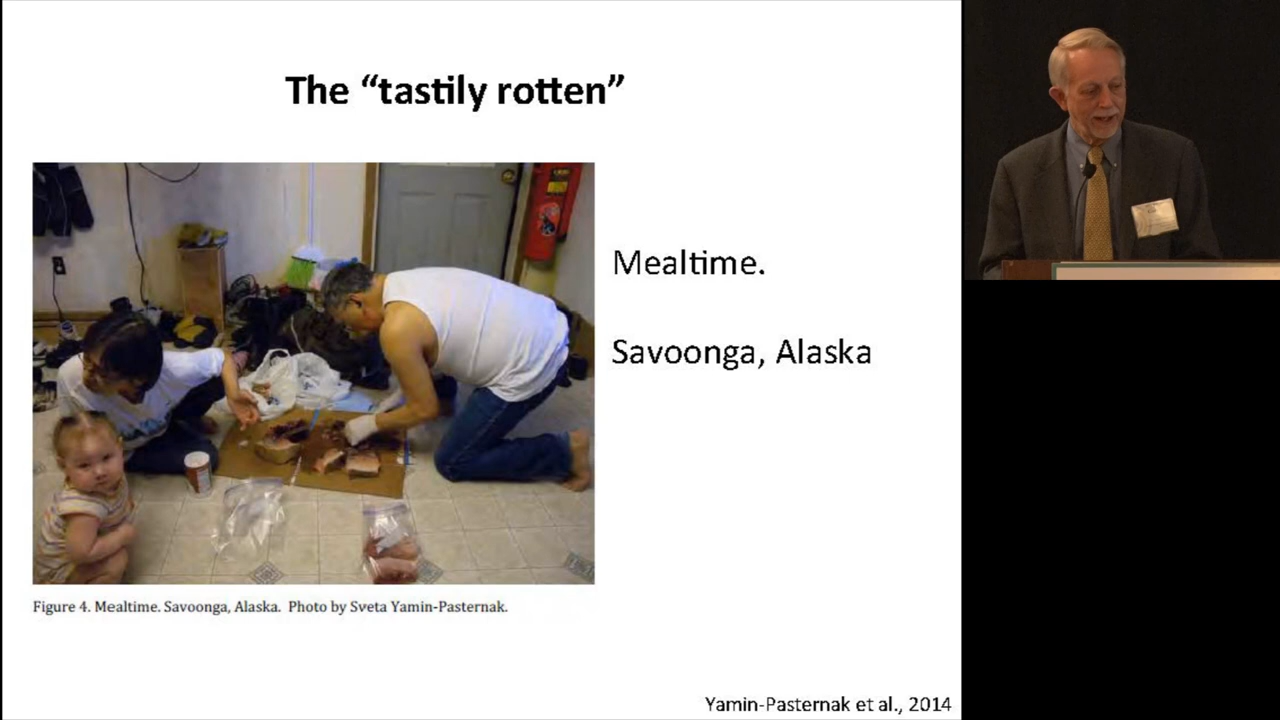 The “tastily rotten”
Mealtime.
Savoonga, Alaska
Figure 4. Mealtime. Savoonga, Alaska. Photo by Sveta Yamin-Pasternak.
Yamin-Pasternak et al., 2014